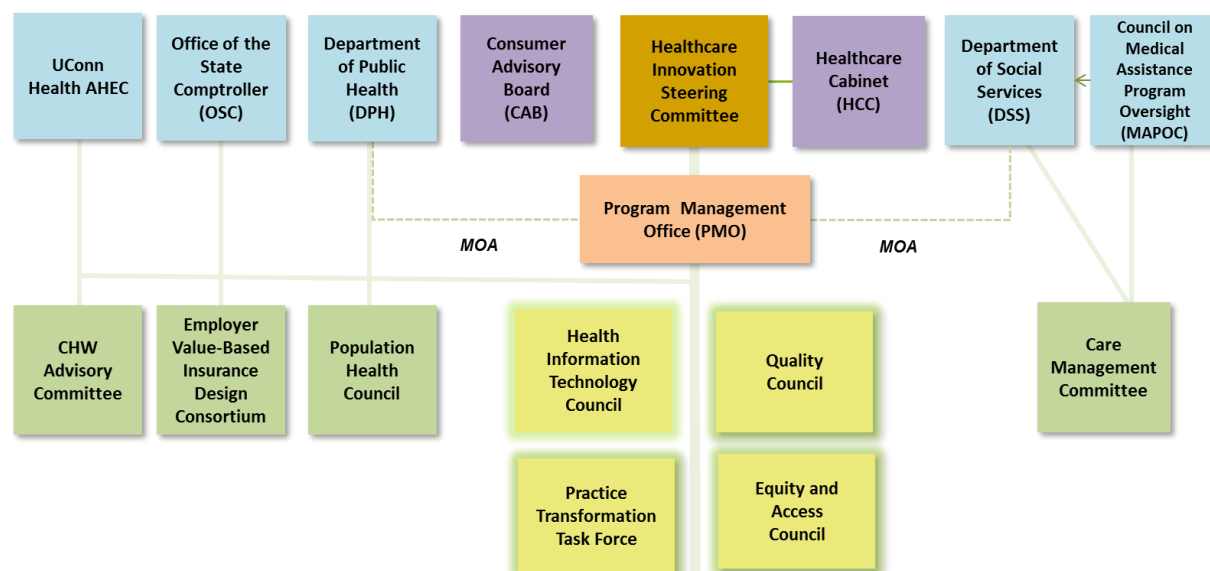 UConn
Health AHEC
Office of the
State
Comptroller
(OSC)
Department
of Public
Health
(DPH)
Consumer
Advisory
Board
(CAB)
Healthcare
Innovation
Steering
Committee
Healthcare
Cabinet
(HCC)
Department
of Social
Services
(DSS)
Council on
Medical
Assistance
Program
Oversight
(MAPOC)
Program Management
Office (PMO)
MOA
MOA
CHW
Advisory
Committee
Employer
Value-Based
Insurance
Design
Consortium
Population
Health
Council
Health
Information
Technology
Council
Quality
Council
Care
Management
Committee
Practice
Transformation
Task Force
Equity and
Access
Council